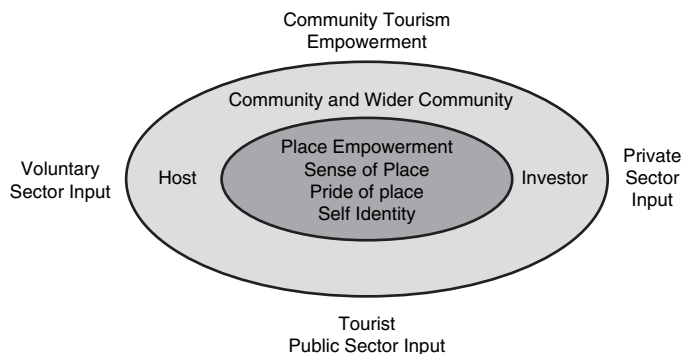 Community Tourism
Empowerment
Community and Wider Community
Place Empowerment
Sense of Place
Pride of place
Self Identity
Voluntary
Sector Input
Host
Investor
Private
Sector
Input
Tourist
Public Sector Input